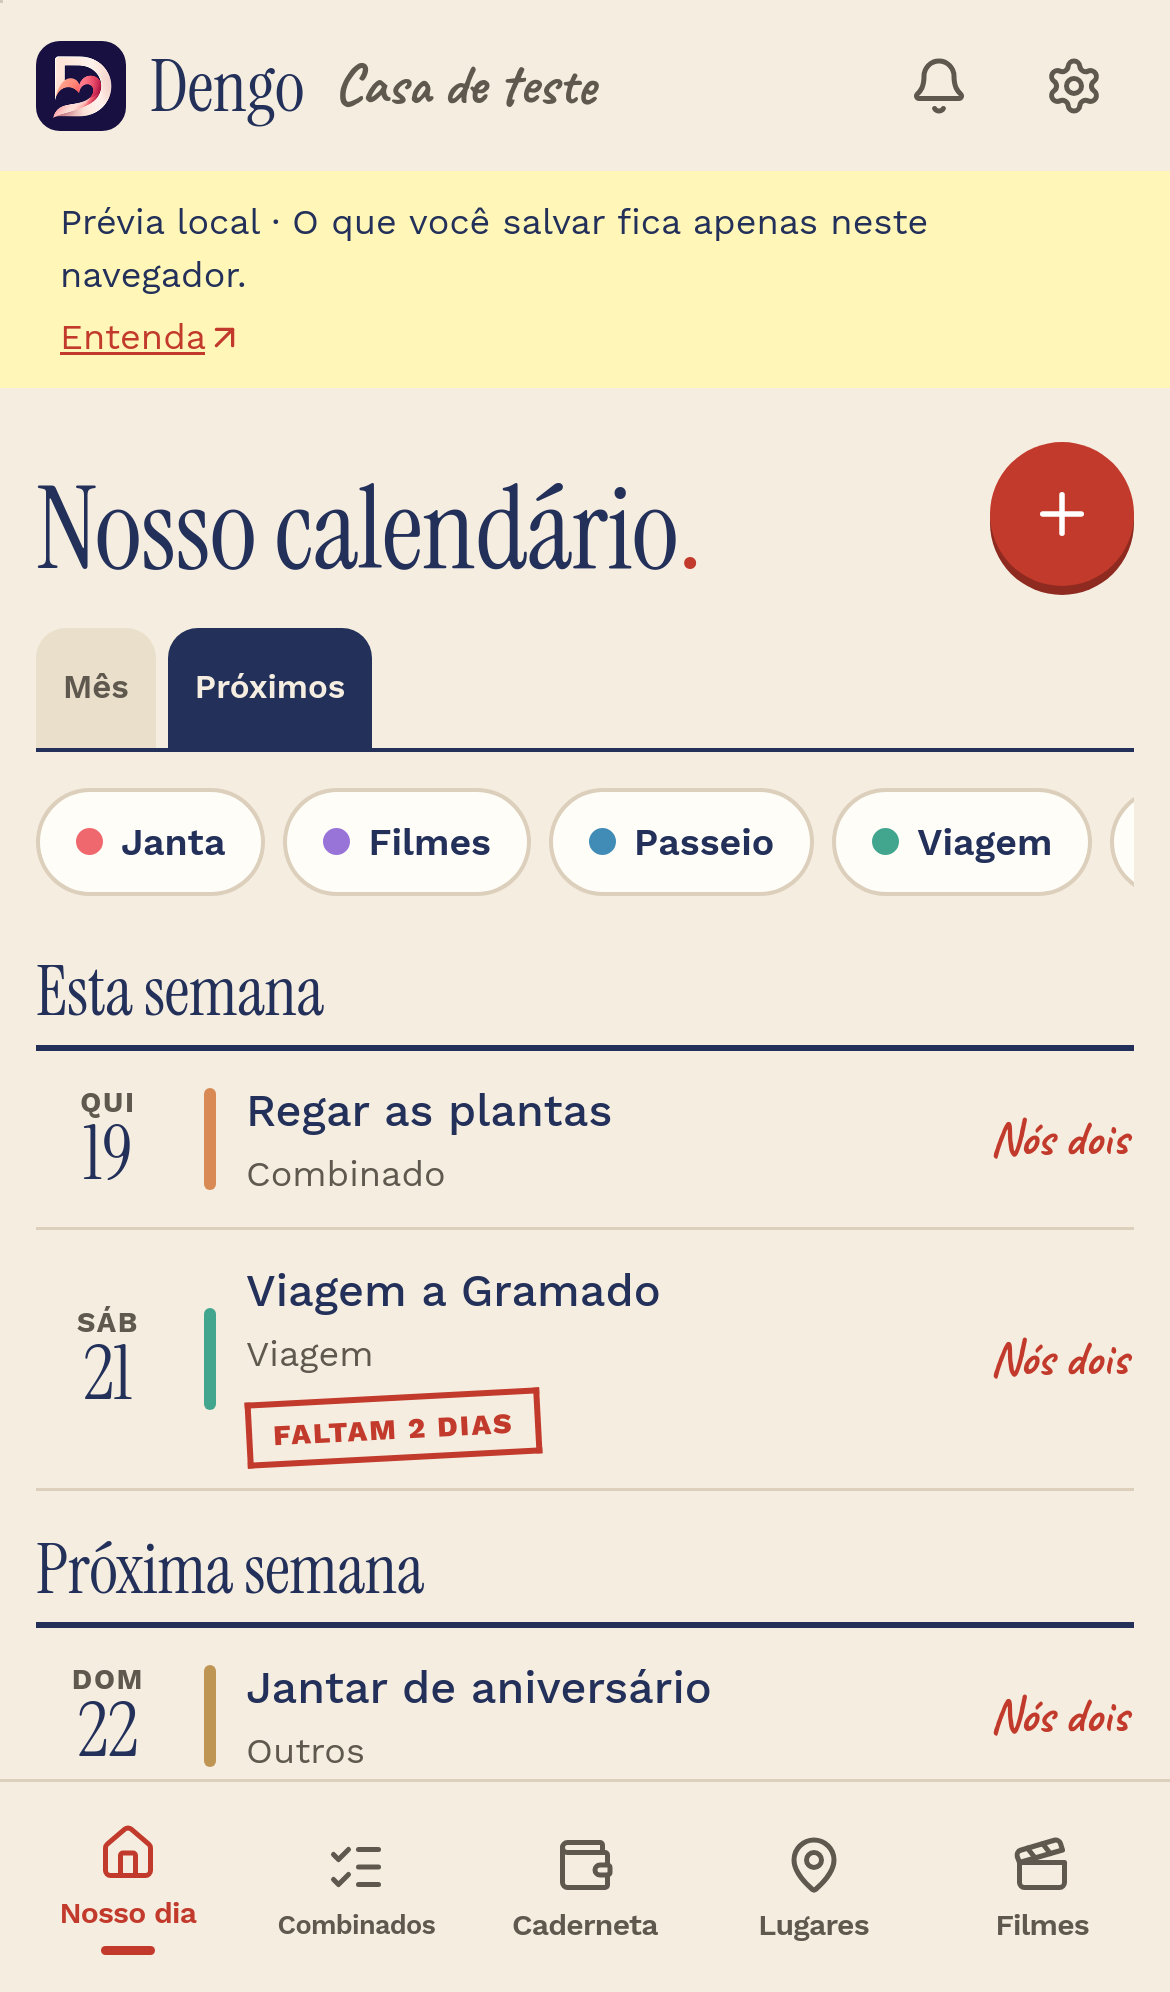 Dengo Casa de teste
Prévia local · O que você salvar fica apenas neste
navegador.
Entenda
Nosso calendário.
Mês Próximos
Janta Filmes Passeio Viagem
Esta semana
QUI
19
Regar as plantas
Combinado
Nós dois
SÁB
21
Viagem a Gramado
Viagem
FALTAM 2 DIAS
Nós dois
Próxima semana
DOM
22
Jantar de aniversário
Outros
Nós dois
Nosso dia Combinados Caderneta Lugares Filmes